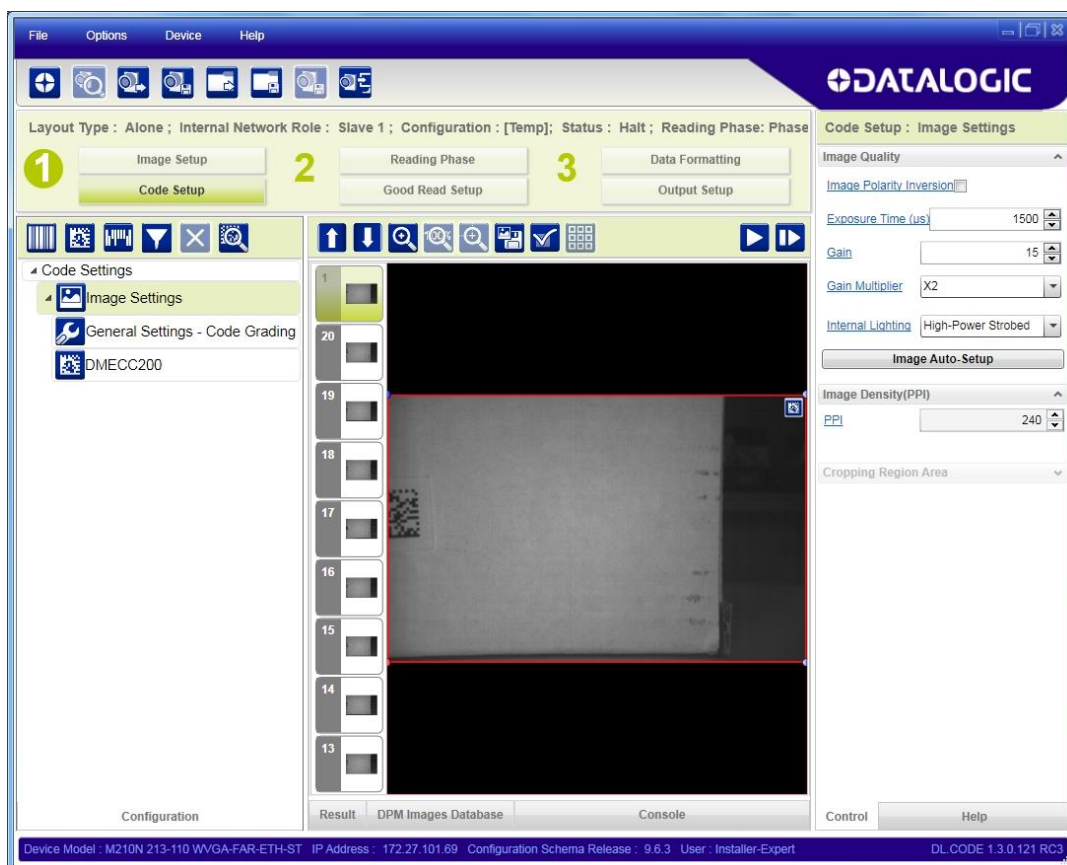 File Options Device Help
DATALOGIC
Layout Type : Alone ; Internal Network Role : Slave 1 ; Configuration : [Temp]; Status : Halt ; Reading Phase: Phase
1 Image Setup 2 Reading Phase 3 Data Formatting
Code Setup Good Read Setup Output Setup
Code Settings
Image Settings
General Settings - Code Grading
DMECC200
Configuration
100%
1
20
19
18
17
16
15
14
13
Result DPM Images Database Console
Code Setup : Image Settings
Image Quality
Image Polarity Inversion
Exposure Time (us) 1500
Gain 15
Gain Multiplier X2
Internal Lighting High-Power Strobed
Image Auto-Setup
Image Density(PPI)
PPI 240
Cropping Region Area
Control Help
Device Model : M210N 213-110 WVGA-FAR-ETH-ST IP Address : 172.27.101.69 Configuration Schema Release : 9.6.3 User : Installer-Expert DL.CODE 1.3.0.121 RC3